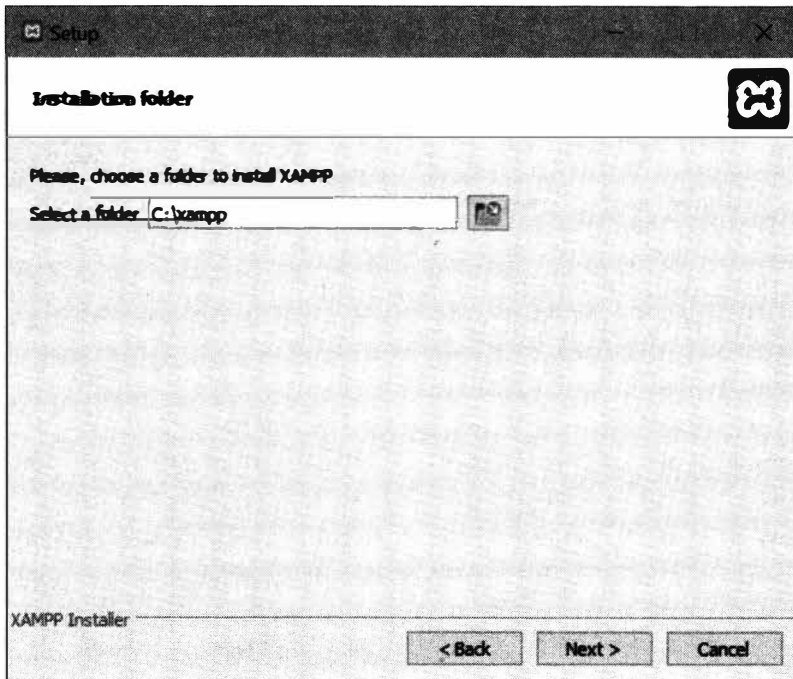 Setup
Installation folder
Please, choose a folder to install XAMPP
Select a folder C:\xampp
XAMPP Installer
< Back Next > Cancel